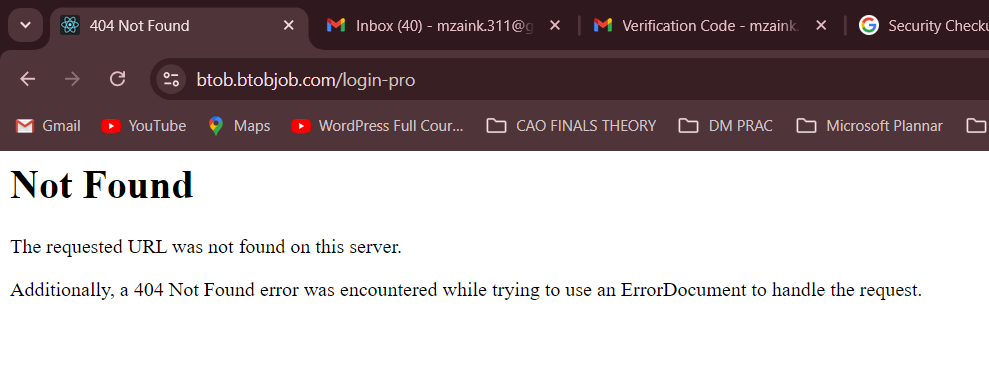 404 Not Found
Inbox (40) - mzaink.311@g
Verification Code - mzaink.
Security Checku
btob.btobjob.com/login-pro
Gmail
YouTube
Maps
WordPress Full Cour...
CAO FINALS THEORY
DM PRAC
Microsoft Plannar
Not Found
The requested URL was not found on this server.
Additionally, a 404 Not Found error was encountered while trying to use an ErrorDocument to handle the request.